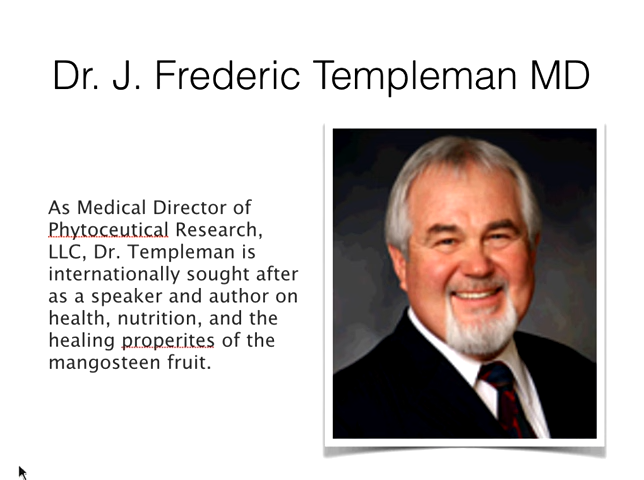 Dr. J. Frederic Templeman MD
As Medical Director of
Phytoceutical Research,
LLC, Dr. Templeman is
internationally sought after
as a speaker and author on
health, nutrition, and the
healing properites of the
mangosteen fruit.